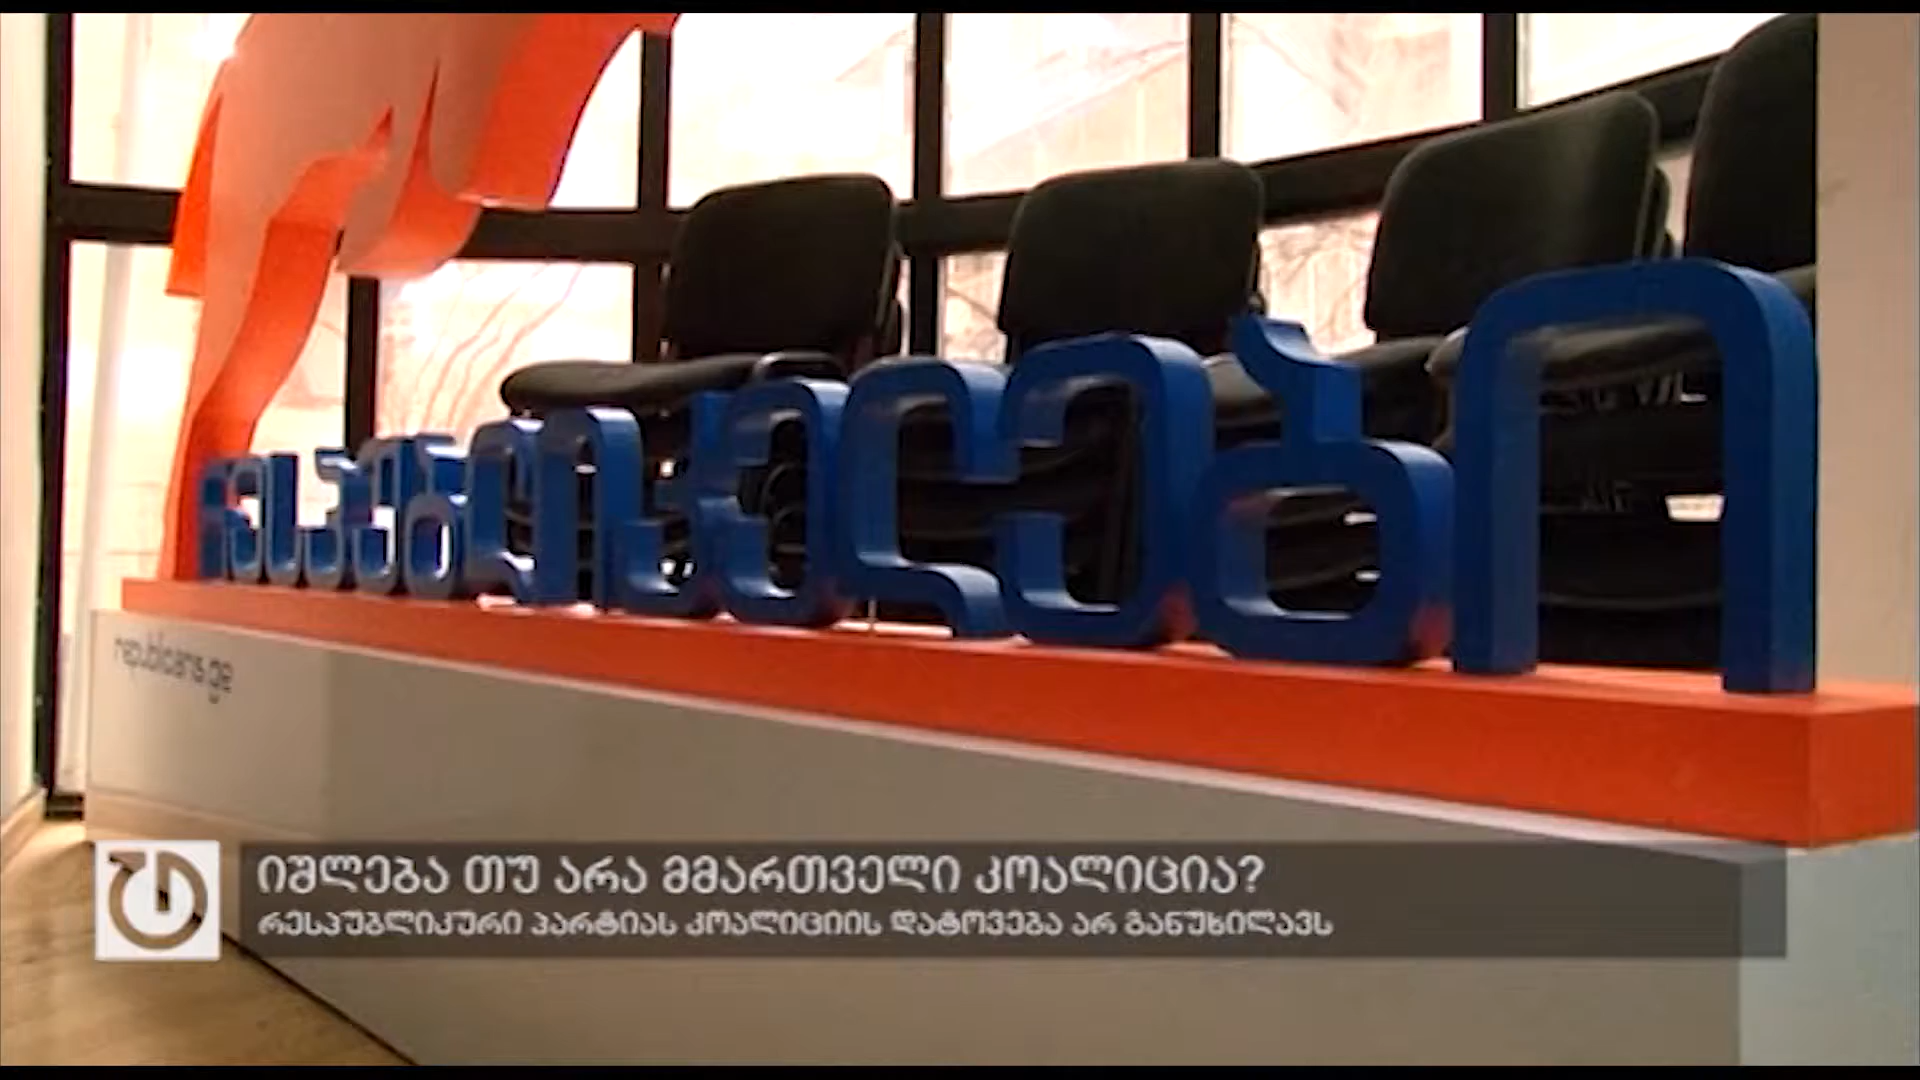 რესპუბლიკელები
republicans.ge
იშლება თუ არა მმართველი კოალიცია?
რესპუბლიკური პარტიას კოალიციის დატოვება არ განუხილავს